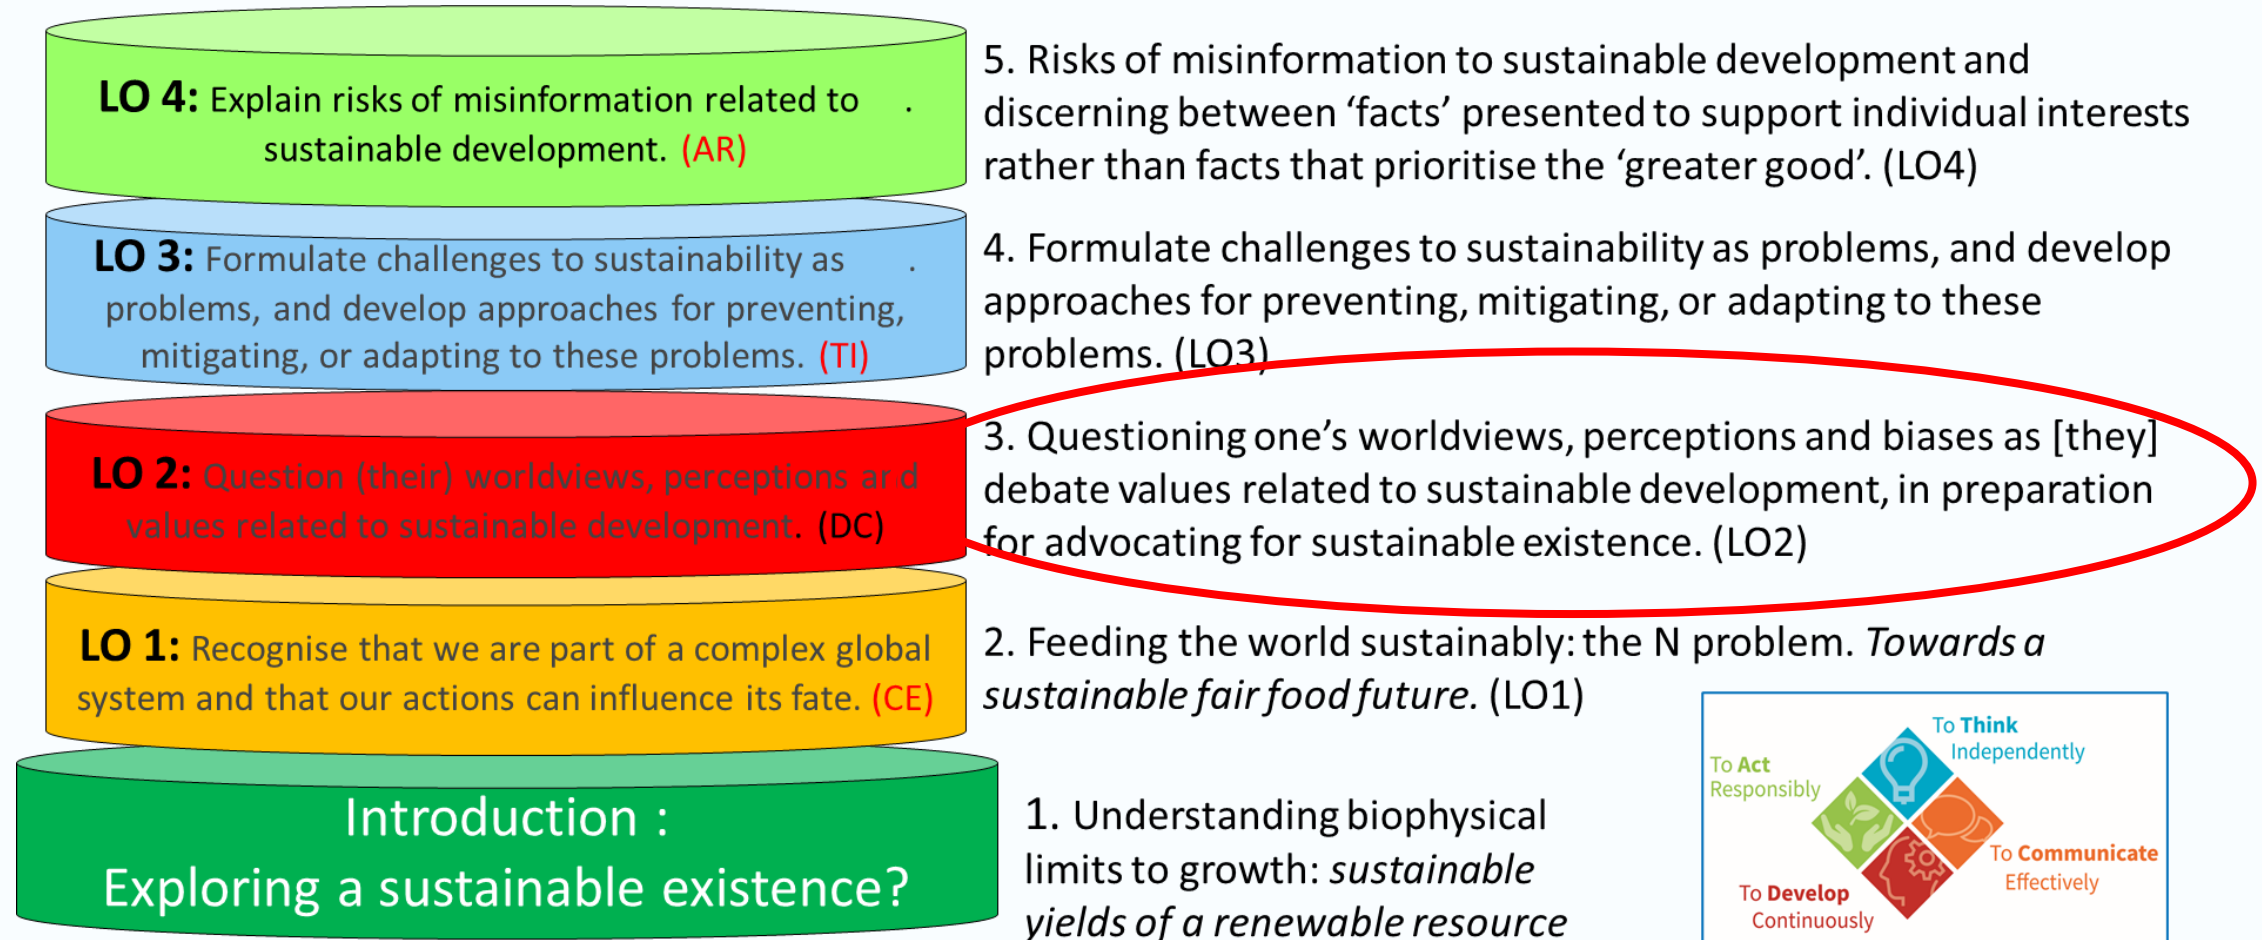 LO 4: Explain risks of misinformation related to .
sustainable development. (AR)
5. Risks of misinformation to sustainable development and
discerning between ‘facts’ presented to support individual interests
rather than facts that prioritise the ‘greater good’. (LO4)
LO 3: Formulate challenges to sustainability as .
problems, and develop approaches for preventing,
mitigating, or adapting to these problems. (TI)
4. Formulate challenges to sustainability as problems, and develop
approaches for preventing, mitigating, or adapting to these
problems. (LO3)
LO 2: Question (their) worldviews, perceptions and
values related to sustainable development. (DC)
3. Questioning one’s worldviews, perceptions and biases as [they]
debate values related to sustainable development, in preparation
for advocating for sustainable existence. (LO2)
LO 1: Recognise that we are part of a complex global
system and that our actions can influence its fate. (CE)
2. Feeding the world sustainably: the N problem. Towards a
sustainable fair food future. (LO1)
Introduction :
Exploring a sustainable existence?
1. Understanding biophysical
limits to growth: sustainable
yields of a renewable resource
To Think
Independently
To Act
Responsibly
To Communicate
Effectively
To Develop
Continuously